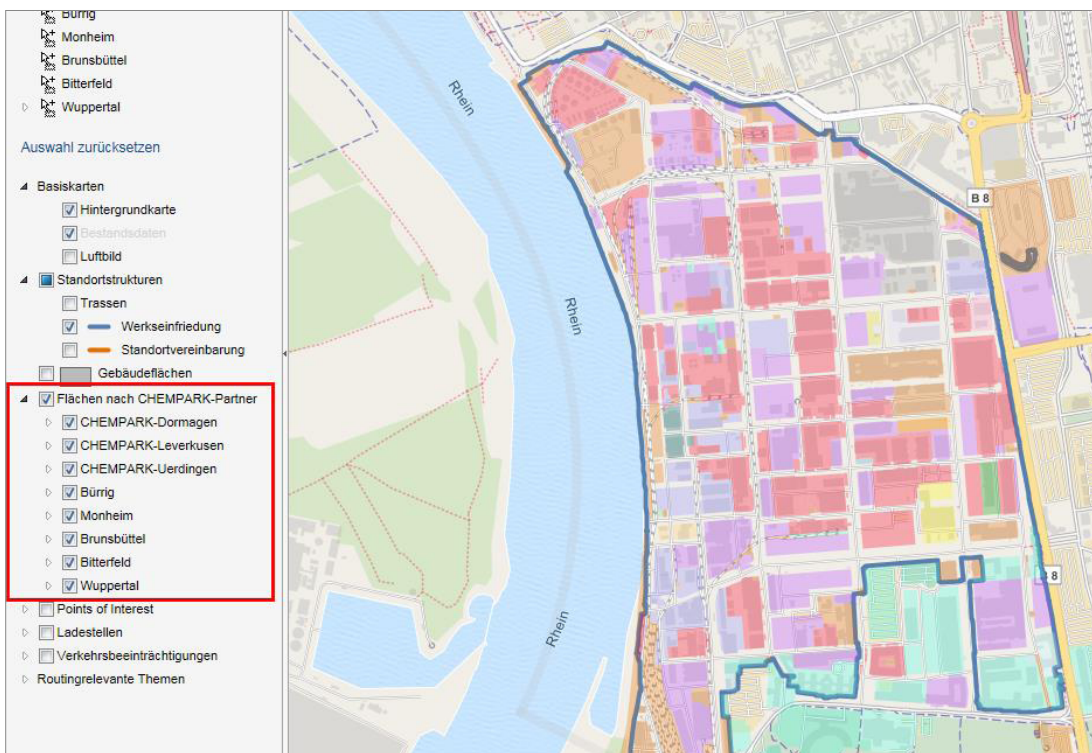 Bürrig
Monheim
Brunsbüttel
Bitterfeld
Wuppertal
Auswahl zurücksetzen
Basiskarten
Hintergrundkarte
Bestandsdaten
Luftbild
Standortstrukturen
Trassen
Werkseinfriedung
Standortvereinbarung
Gebäudeflächen
Flächen nach CHEMPARK-Partner
CHEMPARK-Dormagen
CHEMPARK-Leverkusen
CHEMPARK-Uerdingen
Bürrig
Monheim
Brunsbüttel
Bitterfeld
Wuppertal
Points of Interest
Ladestellen
Verkehrsbeeinträchtigungen
Routingrelevante Themen
Rhein
Rhein
Rhein
B 8
8